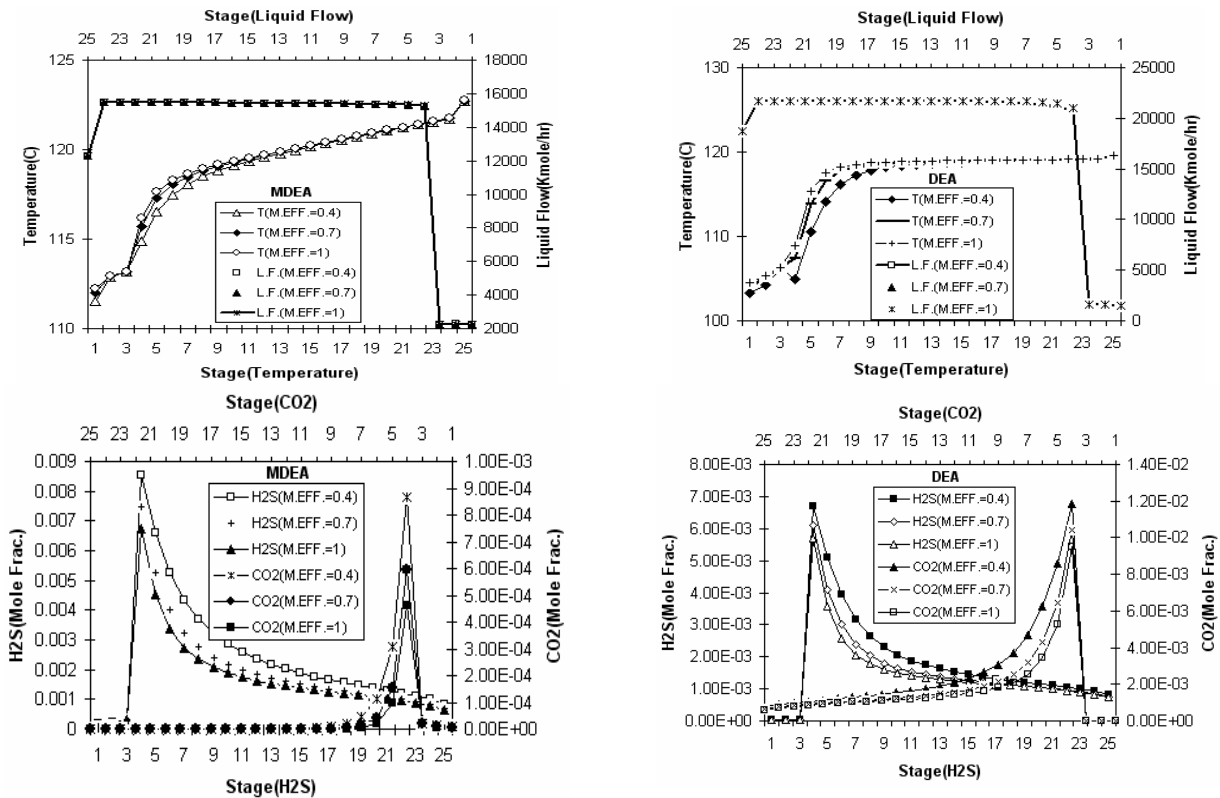 Stage(Liquid Flow)
25 23 21 19 17 15 13 11 9 7 5 3 1
125
120
115
110
Temperature(C)
18000
16000
14000
12000
10000
8000
6000
4000
2000
Liquid Flow(Kmole/hr)
MDEA
T(M.EFF.=0.4)
T(M.EFF.=0.7)
T(M.EFF.=1)
L.F.(M.EFF.=0.4)
L.F.(M.EFF.=0.7)
L.F.(M.EFF.=1)
1 3 5 7 9 11 13 15 17 19 21 23 25
Stage(Temperature)
Stage(Liquid Flow)
25 23 21 19 17 15 13 11 9 7 5 3 1
130
120
110
100
Temperature(C)
25000
20000
15000
10000
5000
0
Liquid Flow(Kmole/hr)
DEA
T(M.EFF.=0.4)
T(M.EFF.=0.7)
T(M.EFF.=1)
L.F.(M.EFF.=0.4)
L.F.(M.EFF.=0.7)
L.F.(M.EFF.=1)
1 3 5 7 9 11 13 15 17 19 21 23 25
Stage(Temperature)
Stage(CO2)
25 23 21 19 17 15 13 11 9 7 5 3 1
0.009
0.008
0.007
0.006
0.005
0.004
0.003
0.002
0.001
0
H2S(Mole Frac.)
1.00E-03
9.00E-04
8.00E-04
7.00E-04
6.00E-04
5.00E-04
4.00E-04
3.00E-04
2.00E-04
1.00E-04
0.00E+00
CO2(Mole Frac.)
MDEA
H2S(M.EFF.=0.4)
H2S(M.EFF.=0.7)
H2S(M.EFF.=1)
CO2(M.EFF.=0.4)
CO2(M.EFF.=0.7)
CO2(M.EFF.=1)
1 3 5 7 9 11 13 15 17 19 21 23 25
Stage(H2S)
Stage(CO2)
25 23 21 19 17 15 13 11 9 7 5 3 1
8.00E-03
7.00E-03
6.00E-03
5.00E-03
4.00E-03
3.00E-03
2.00E-03
1.00E-03
0.00E+00
H2S(Mole Frac.)
1.40E-02
1.20E-02
1.00E-02
8.00E-03
6.00E-03
4.00E-03
2.00E-03
0.00E+00
CO2(Mole Frac.)
DEA
H2S(M.EFF.=0.4)
H2S(M.EFF.=0.7)
H2S(M.EFF.=1)
CO2(M.EFF.=0.4)
CO2(M.EFF.=0.7)
CO2(M.EFF.=1)
1 3 5 7 9 11 13 15 17 19 21 23 25
Stage(H2S)